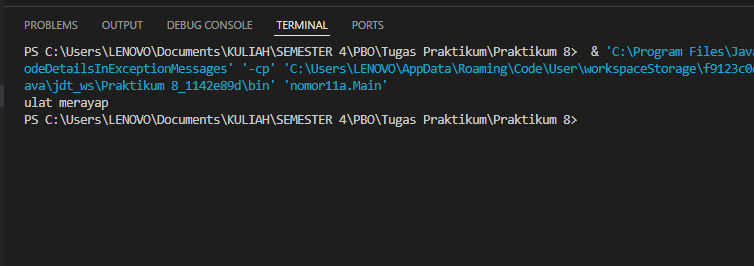 PROBLEMS OUTPUT DEBUG CONSOLE TERMINAL PORTS
PS C:\Users\LENOVO\Documents\KULIAH\SEMESTER 4\PBO\Tugas Praktikum\Praktikum 8> & 'C:\Program Files\Java
odeDetailsInExceptionMessages' '-cp' 'C:\Users\LENOVO\AppData\Roaming\Code\User\workspaceStorage\f9123c0
ava\jdt_ws\Praktikum 8_1142e89d\bin' 'nomor11a.Main'
ulat merayap
PS C:\Users\LENOVO\Documents\KULIAH\SEMESTER 4\PBO\Tugas Praktikum\Praktikum 8>